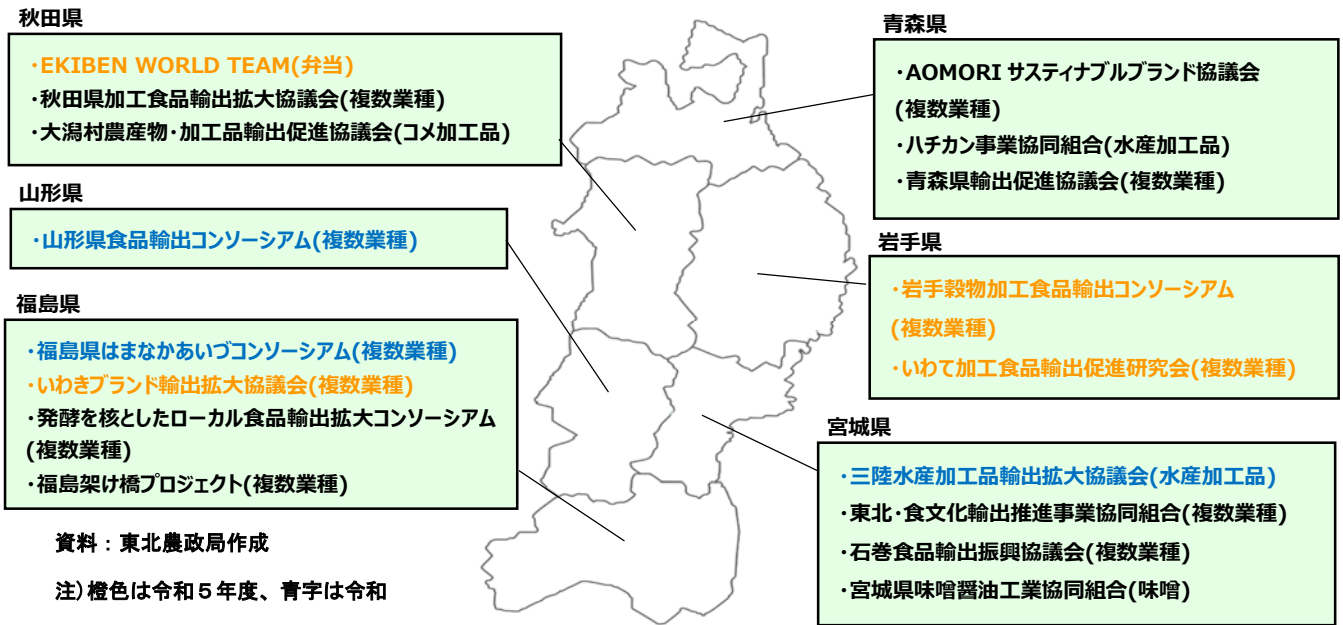 秋田県
・EKIBEN WORLD TEAM(弁当)
・秋田県加工食品輸出拡大協議会(複数業種)
・大潟村農産物・加工品輸出促進協議会(コメ加工品)
山形県
・山形県食品輸出コンソーシアム(複数業種)
福島県
・福島県はまなかあいづコンソーシアム(複数業種)
・いわきブランド輸出拡大協議会(複数業種)
・発酵を核としたローカル食品輸出拡大コンソーシアム
(複数業種)
・福島架け橋プロジェクト(複数業種)
資料：東北農政局作成
注)橙色は令和５年度、青字は令和
青森県
・AOMORI サスティナブルブランド協議会
(複数業種)
・ハチカン事業協同組合(水産加工品)
・青森県輸出促進協議会(複数業種)
岩手県
・岩手穀物加工食品輸出コンソーシアム
(複数業種)
・いわて加工食品輸出促進研究会(複数業種)
宮城県
・三陸水産加工品輸出拡大協議会(水産加工品)
・東北・食文化輸出推進事業協同組合(複数業種)
・石巻食品輸出振興協議会(複数業種)
・宮城県味噌醤油工業協同組合(味噌)